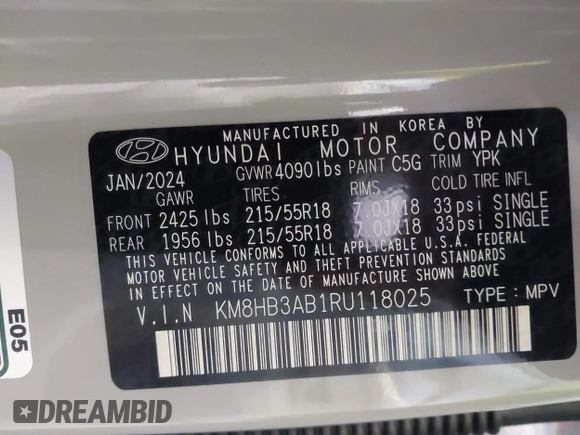 MANUFACTURED IN KOREA BY
HYUNDAI MOTOR COMPANY
JAN/2024 GVWR 4090lbs PAINT C5G TRIM YPK
GAWR TIRES RIMS COLD TIRE INFL
FRONT 2425 lbs 215/55R18 7.0JX18 33psi SINGLE
REAR 1956 lbs 215/55R18 7.0JX18 33psi SINGLE
THIS VEHICLE CONFORMS TO ALL APPLICABLE U.S.A. FEDERAL
MOTOR VEHICLE SAFETY, BUMPER, AND THEFT PREVENTION STANDARDS
IN EFFECT ON THE DATE OF MANUFACTURE SHOWN ABOVE.
V.I.N KM8HB3AB1RU118025 TYPE : MPV
E05
DREAMBID